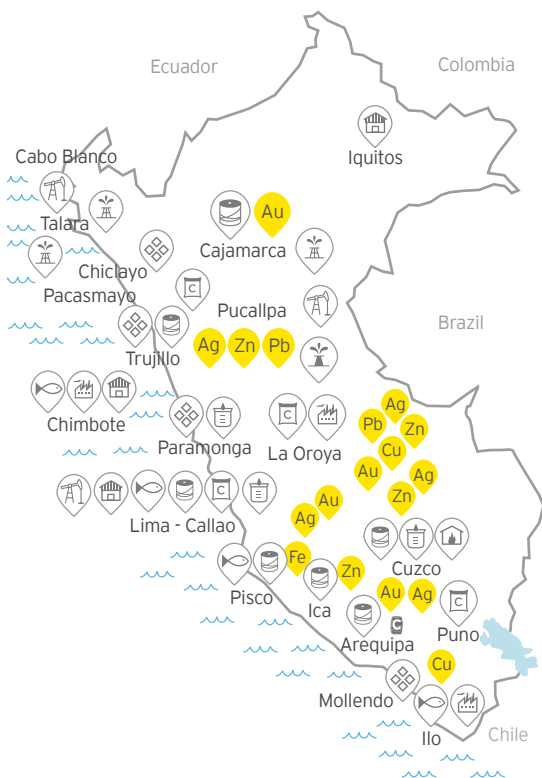 Ecuador
Colombia
Iquitos
Cabo Blanco
Talara
Au
Cajamarca
Chiclayo
Pacasmayo
C
Pucallpa
Brazil
Trujillo
Ag Zn Pb
Chimbote
Paramonga
C
La Oroya
Ag
Pb
Zn
Cu
Au
Ag
Zn
C
Lima - Callao
Au
Ag
Cuzco
Fe
Pisco
Zn
Ica
Au Ag
C
Arequipa
C
Puno
Cu
Mollendo
Ilo
Chile